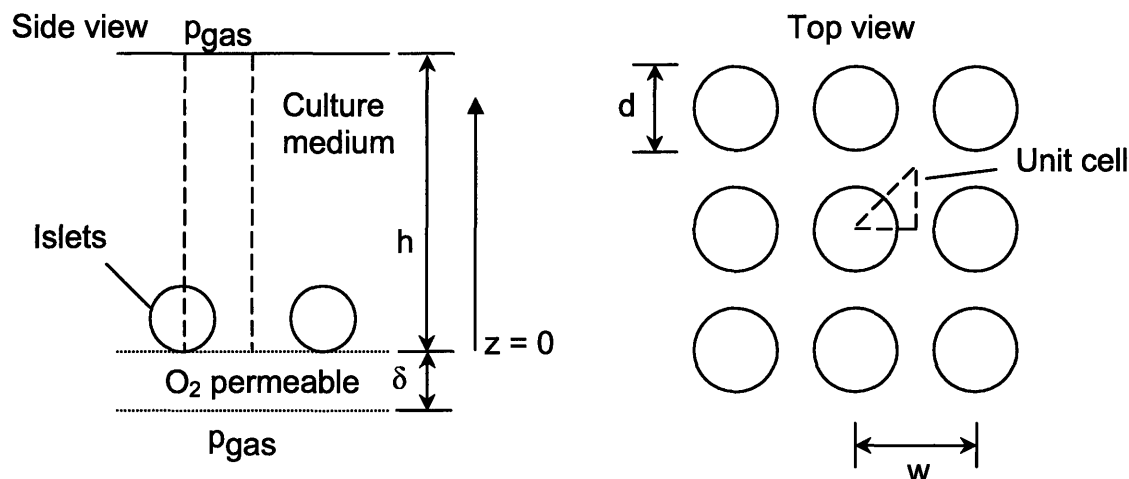 Side view
pgas
Culture
medium
Islets
h
z = 0
O₂ permeable
δ
pgas
Top view
d
Unit cell
w